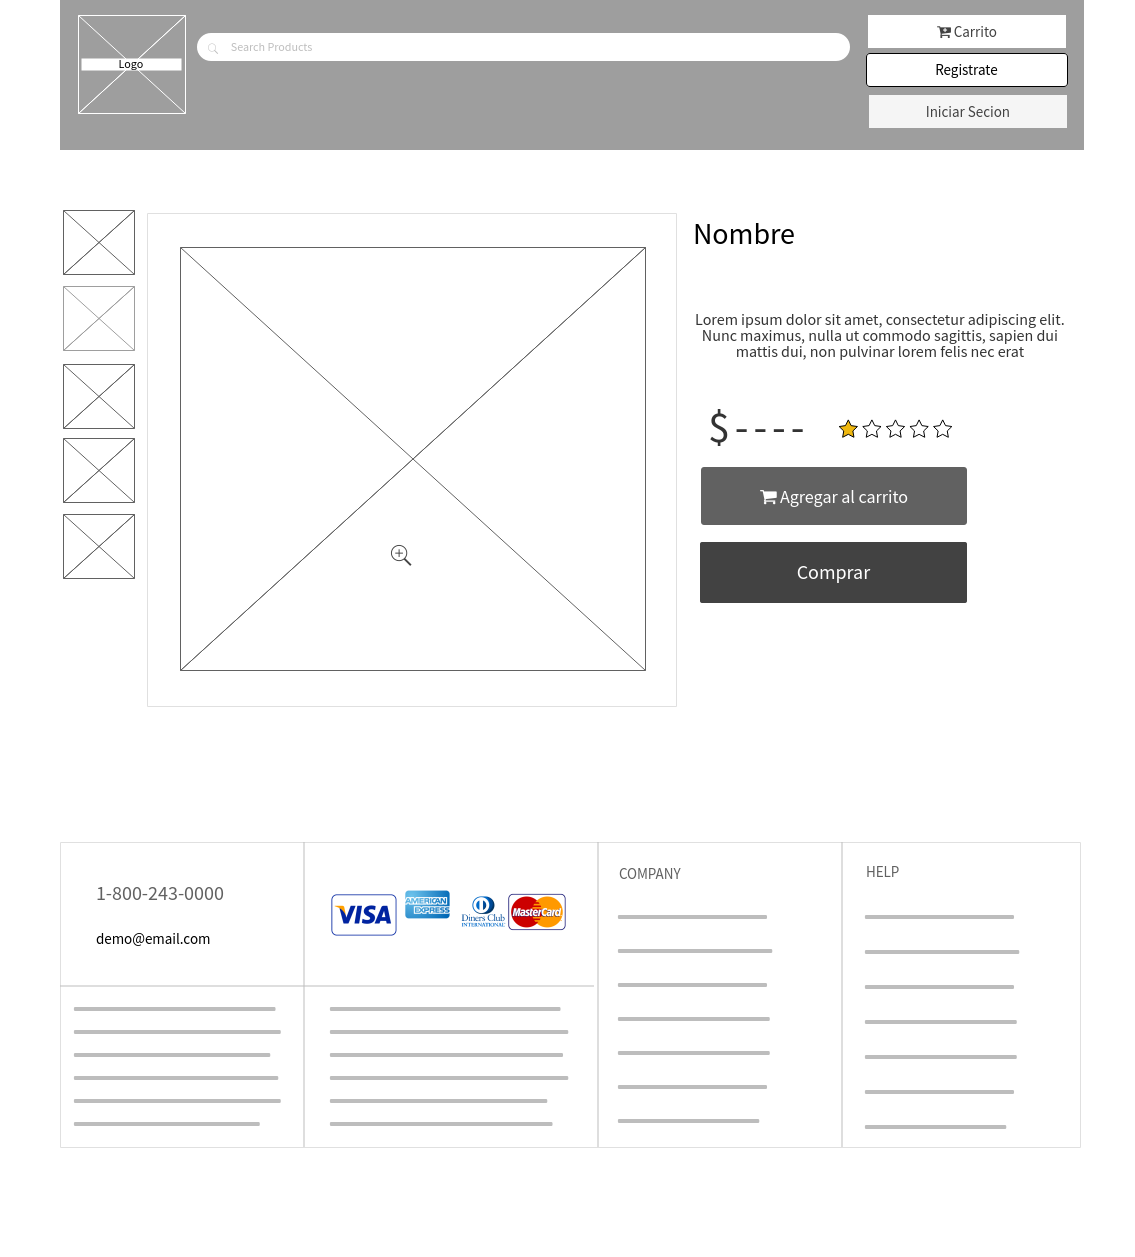 Logo
Search Products
Carrito
Registrate
Iniciar Secion
Nombre
Lorem ipsum dolor sit amet, consectetur adipiscing elit.
Nunc maximus, nulla ut commodo sagittis, sapien dui
mattis dui, non pulvinar lorem felis nec erat
$----
Agregar al carrito
Comprar
1-800-243-0000
demo@email.com
VISA
AMERICAN
EXPRESS
Diners Club
INTERNATIONAL
MasterCard
COMPANY
HELP